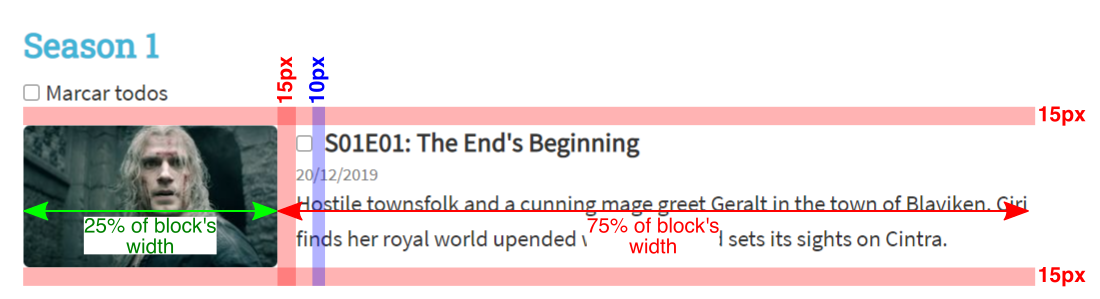 Season 1
Marcar todos
15px
10px
15px
S01E01: The End's Beginning
20/12/2019
Hostile townsfolk and a cunning mage greet Geralt in the town of Blaviken. Ciri
25% of block's
width
75% of block's
width
finds her royal world upended sets its sights on Cintra.
15px